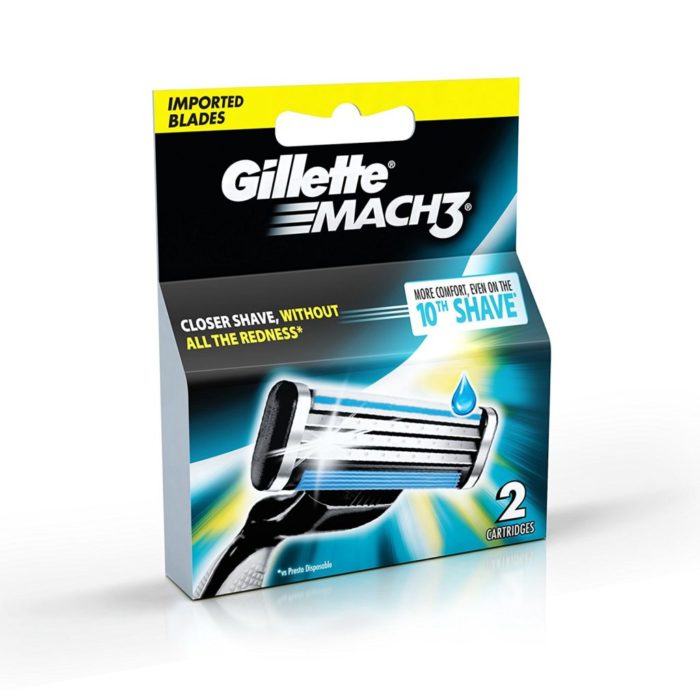 IMPORTED
BLADES
Gillette®
MACH3®
CLOSER SHAVE, WITHOUT
ALL THE REDNESS*
MORE COMFORT, EVEN ON THE
10TH SHAVE*
2
CARTRIDGES
*vs Presto Disposable